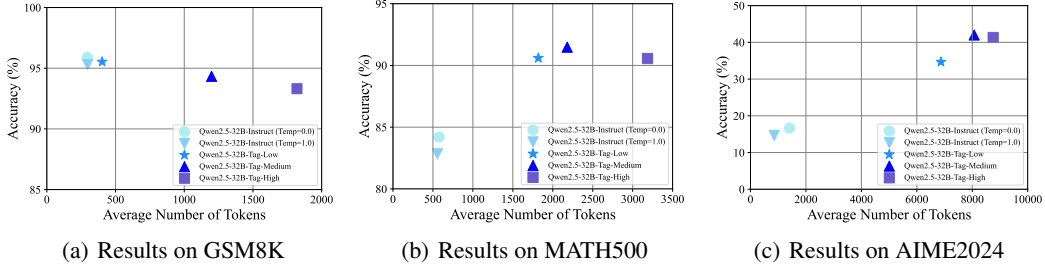 100
95
90
85
0
500
1000
1500
2000
Accuracy (%)
Average Number of Tokens
Qwen2.5-32B-Instruct (Temp=0.0)
Qwen2.5-32B-Instruct (Temp=1.0)
Qwen2.5-32B-Tag-Low
Qwen2.5-32B-Tag-Medium
Qwen2.5-32B-Tag-High
(a) Results on GSM8K
95
90
85
80
0
500
1000
1500
2000
2500
3000
3500
Accuracy (%)
Average Number of Tokens
Qwen2.5-32B-Instruct (Temp=0.0)
Qwen2.5-32B-Instruct (Temp=1.0)
Qwen2.5-32B-Tag-Low
Qwen2.5-32B-Tag-Medium
Qwen2.5-32B-Tag-High
(b) Results on MATH500
50
40
30
20
10
0
0
2000
4000
6000
8000
10000
Accuracy (%)
Average Number of Tokens
Qwen2.5-32B-Instruct (Temp=0.0)
Qwen2.5-32B-Instruct (Temp=1.0)
Qwen2.5-32B-Tag-Low
Qwen2.5-32B-Tag-Medium
Qwen2.5-32B-Tag-High
(c) Results on AIME2024